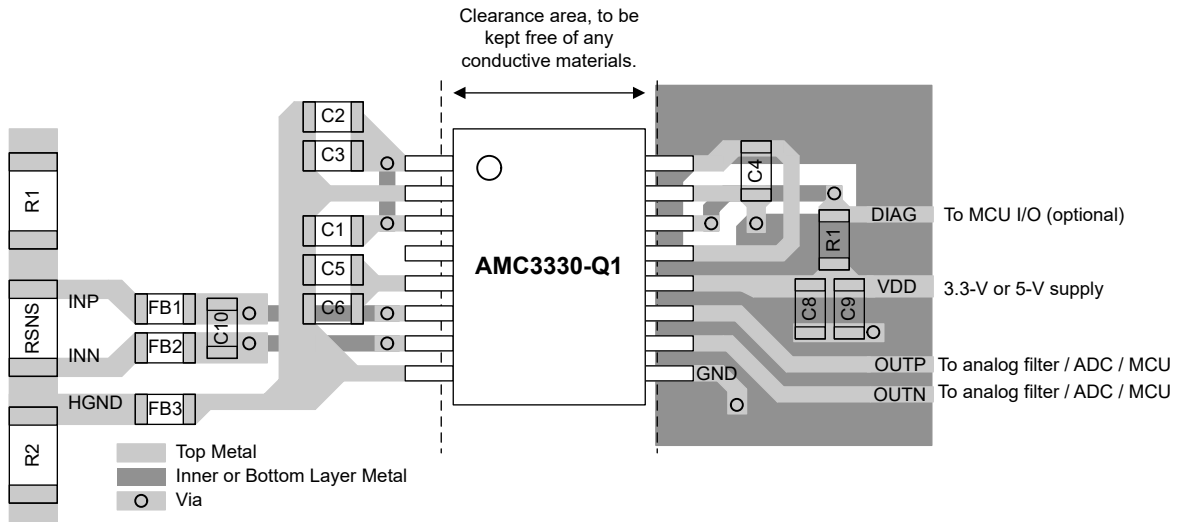 Clearance area, to be
kept free of any
conductive materials.
C2
C3
C4
R1
C1
R1
DIAG
To MCU I/O (optional)
AMC3330-Q1
C5
INP
FB1
C10
C6
RSNS
C8
C9
VDD
3.3-V or 5-V supply
INN
FB2
OUTP
To analog filter / ADC / MCU
GND
OUTN
To analog filter / ADC / MCU
HGND
FB3
R2
Top Metal
Inner or Bottom Layer Metal
Via